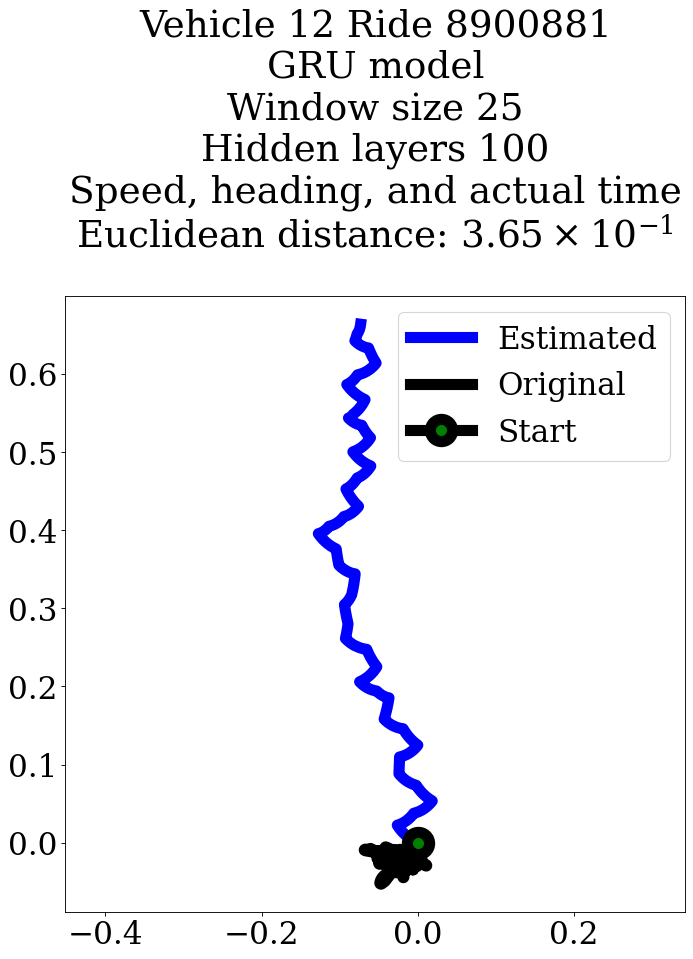 Vehicle 12 Ride 8900881
GRU model
Window size 25
Hidden layers 100
Speed, heading, and actual time
Euclidean distance: 3.65 × 10⁻¹
Estimated
Original
Start
0.6
0.5
0.4
0.3
0.2
0.1
0.0
−0.4 −0.2 0.0 0.2